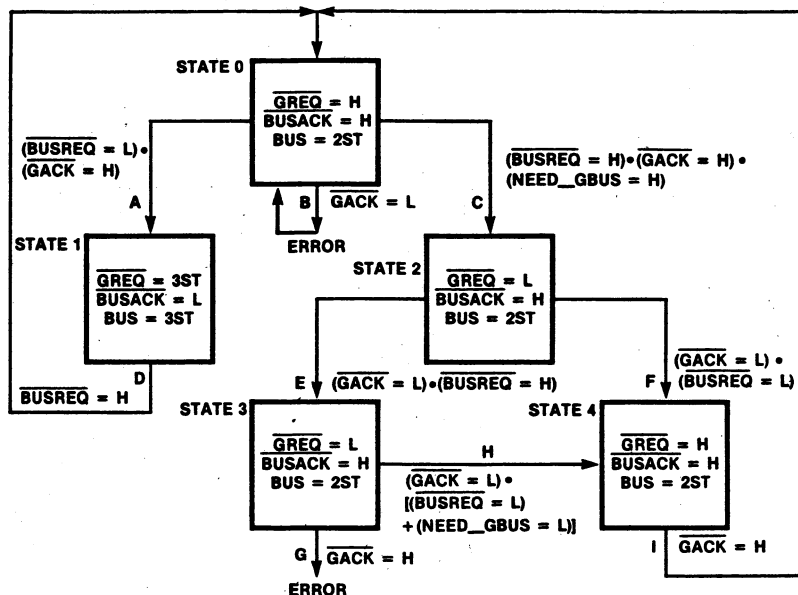 STATE 0
GREQ = H
BUSACK = H
BUS = 2ST
(BUSREQ = L)•
(GACK = H)
A
B
GACK = L
ERROR
C
(BUSREQ = H)•(GACK = H)•
(NEED__GBUS = H)
STATE 1
GREQ = 3ST
BUSACK = L
BUS = 3ST
D
BUSREQ = H
STATE 2
GREQ = L
BUSACK = H
BUS = 2ST
E
(GACK = L)•(BUSREQ = H)
F
(GACK = L)•
(BUSREQ = L)
STATE 3
GREQ = L
BUSACK = H
BUS = 2ST
H
(GACK = L)•
[(BUSREQ = L)
+(NEED__GBUS = L)]
G
GACK = H
ERROR
STATE 4
GREQ = H
BUSACK = H
BUS = 2ST
I
GACK = H